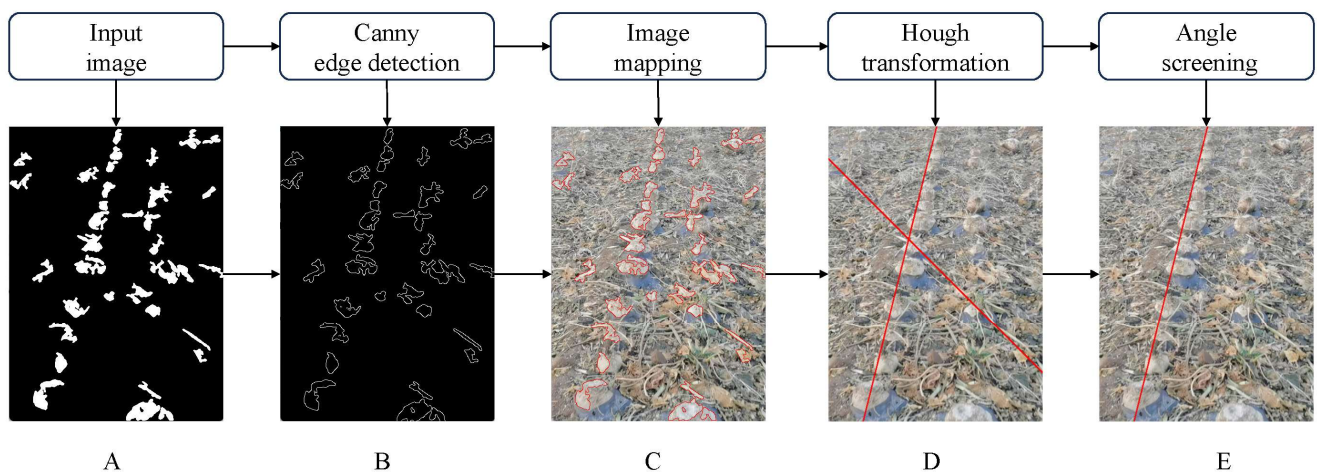 Input
image
Canny
edge detection
Image
mapping
Hough
transformation
Angle
screening
A
B
C
D
E